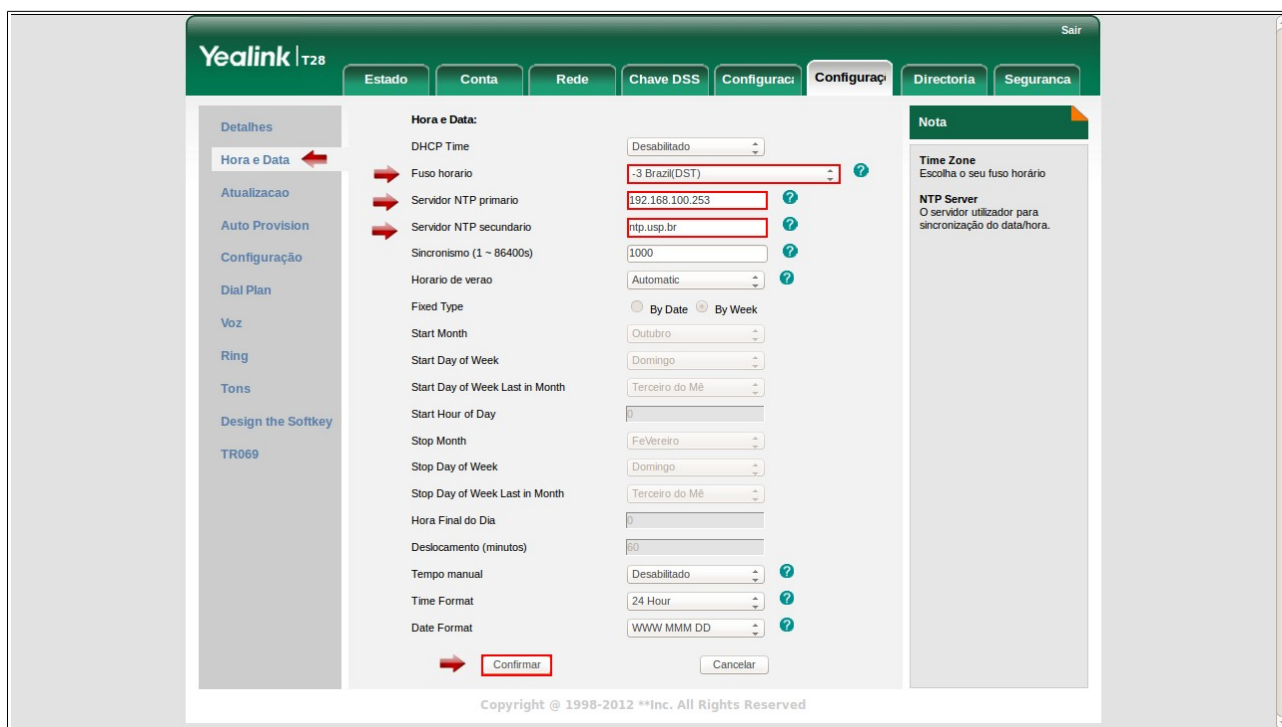 Sair
Yealink T28
Estado Conta Rede Chave DSS Configuraca Configuraç Directoria Seguranca
Detalhes
Hora e Data
Atualizacao
Auto Provision
Configuração
Dial Plan
Voz
Ring
Tons
Design the Softkey
TR069
Hora e Data:
DHCP Time Desabilitado
Fuso horario -3 Brazil(DST)
Servidor NTP primario 192.168.100.253
Servidor NTP secundario ntp.usp.br
Sincronismo (1 ~ 86400s) 1000
Horario de verao Automatic
Fixed Type By Date By Week
Start Month Outubro
Start Day of Week Domingo
Start Day of Week Last in Month Terceiro do Mê
Start Hour of Day 0
Stop Month FeVereiro
Stop Day of Week Domingo
Stop Day of Week Last in Month Terceiro do Mê
Hora Final do Dia 0
Deslocamento (minutos) 60
Tempo manual Desabilitado
Time Format 24 Hour
Date Format WWW MMM DD
Confirmar Cancelar
Nota
Time Zone
Escolha o seu fuso horário
NTP Server
O servidor utilizador para
sincronização do data/hora.
Copyright @ 1998-2012 **Inc. All Rights Reserved